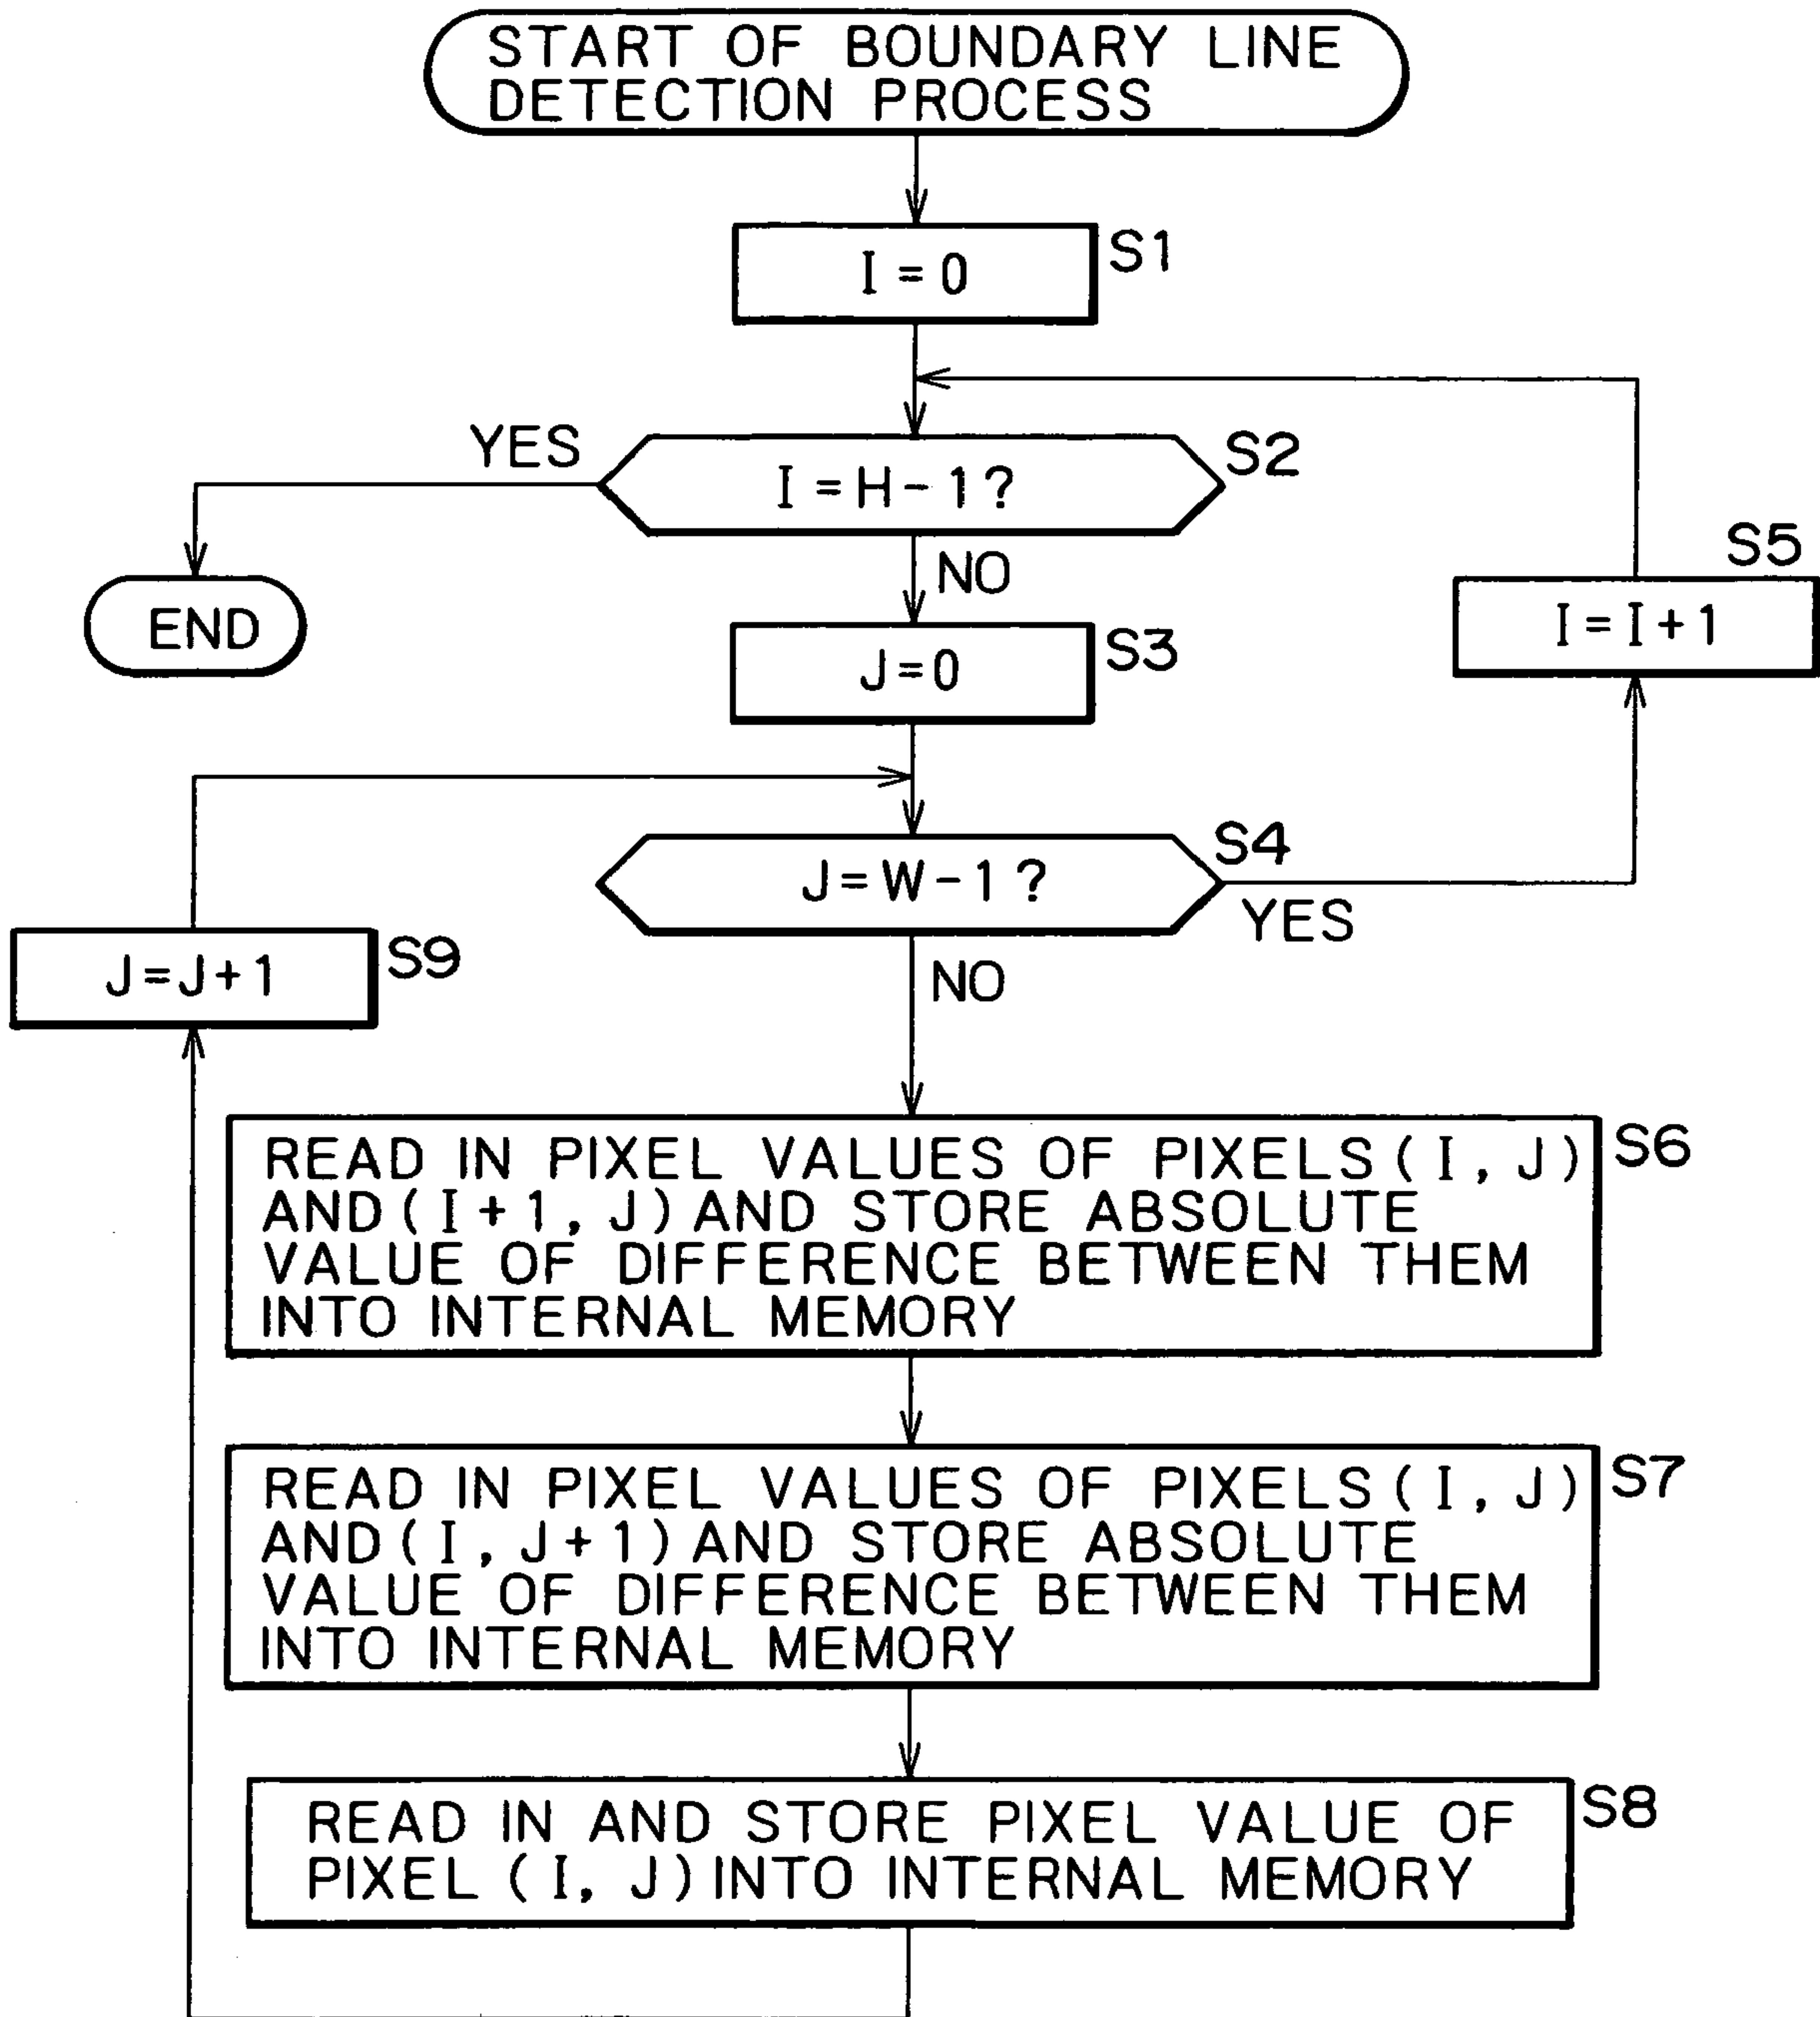 START OF BOUNDARY LINE
DETECTION PROCESS
I = 0
S1
YES
I = H - 1 ?
S2
NO
END
J = 0
S3
I = I + 1
S5
J = W - 1 ?
S4
YES
J = J + 1
S9
NO
READ IN PIXEL VALUES OF PIXELS (I, J)
AND (I+1, J) AND STORE ABSOLUTE
VALUE OF DIFFERENCE BETWEEN THEM
INTO INTERNAL MEMORY
S6
READ IN PIXEL VALUES OF PIXELS (I, J)
AND (I, J+1) AND STORE ABSOLUTE
VALUE OF DIFFERENCE BETWEEN THEM
INTO INTERNAL MEMORY
S7
READ IN AND STORE PIXEL VALUE OF
PIXEL (I, J) INTO INTERNAL MEMORY
S8